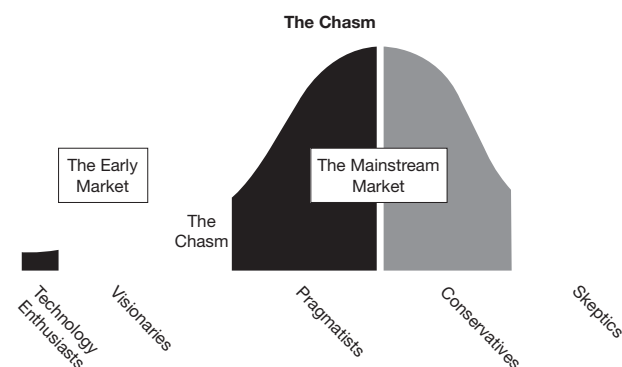 The Chasm
The Early
Market
The Mainstream
Market
The
Chasm
Technology
Enthusiasts
Visionaries
Pragmatists
Conservatives
Skeptics